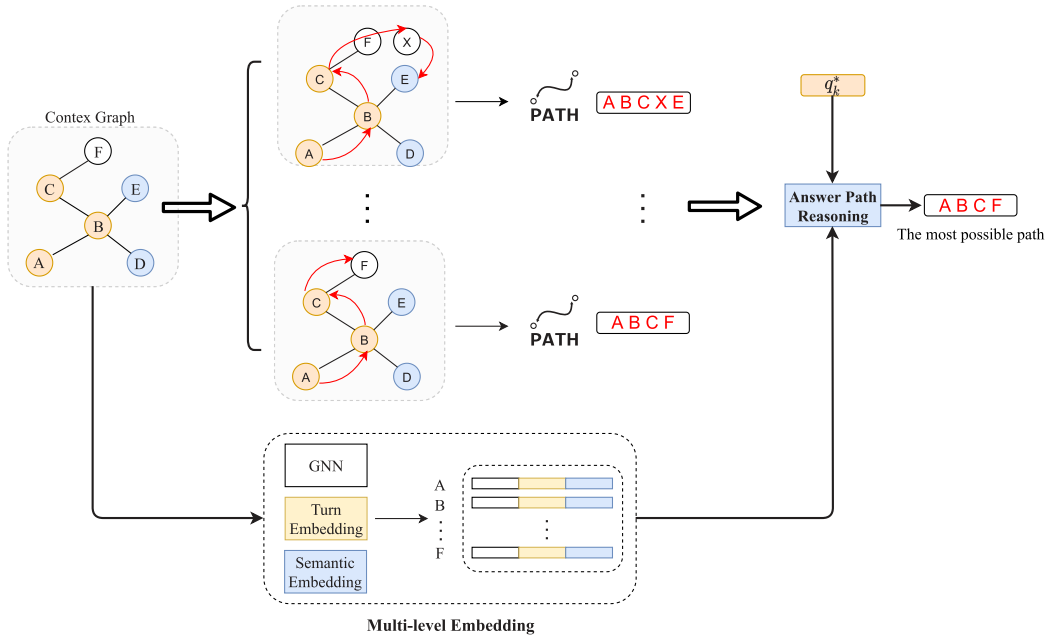 Contex Graph
F
C
E
B
A
D
F
X
C
E
B
A
D
PATH
A B C X E
F
C
E
B
A
D
PATH
A B C F
q*k
Answer Path
Reasoning
A B C F
The most possible path
GNN
Turn
Embedding
Semantic
Embedding
A
B
F
Multi-level Embedding